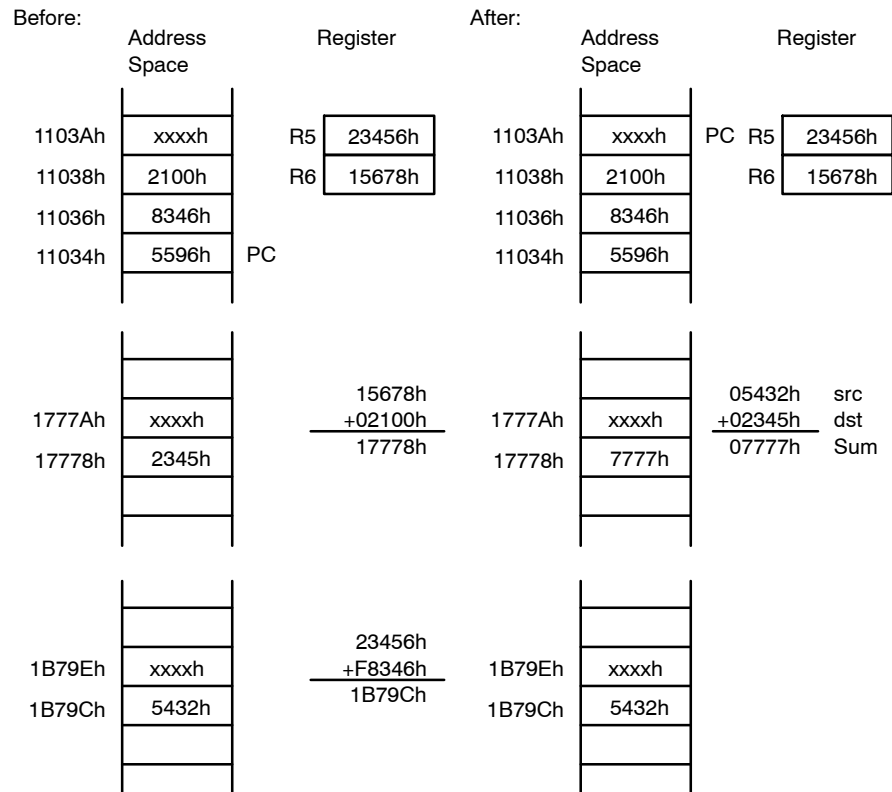 Before: After:
Address Register Address Register
Space Space
1103Ah xxxxh R5 23456h 1103Ah xxxxh PC R5 23456h
11038h 2100h R6 15678h 11038h 2100h R6 15678h
11036h 8346h 11036h 8346h
11034h 5596h PC 11034h 5596h
15678h 05432h src
1777Ah xxxxh +02100h 1777Ah xxxxh +02345h dst
17778h 2345h 17778h 17778h 7777h 07777h Sum
23456h
1B79Eh xxxxh +F8346h 1B79Eh xxxxh
1B79Ch 5432h 1B79Ch 1B79Ch 5432h